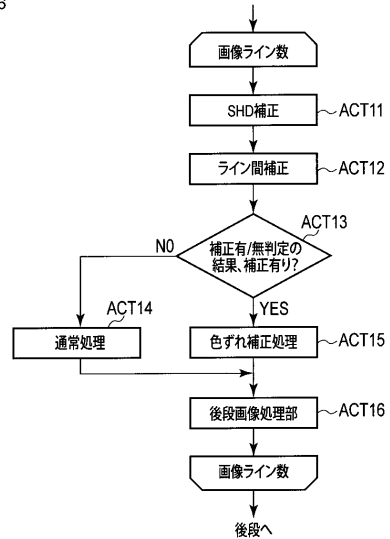 画像ライン数
SHD補正
ACT11
ライン間補正
ACT12
ACT13
補正有/無判定の
結果、補正有り?
NO
YES
ACT14
通常処理
色ずれ補正処理
ACT15
後段画像処理部
ACT16
画像ライン数
後段へ